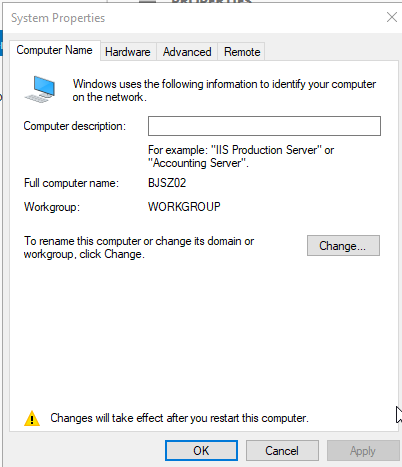 System Properties
Computer Name Hardware Advanced Remote
Windows uses the following information to identify your computer
on the network.
Computer description:
For example: "IIS Production Server" or
"Accounting Server".
Full computer name: BJSZ02
Workgroup: WORKGROUP
To rename this computer or change its domain or
workgroup, click Change.
Change...
Changes will take effect after you restart this computer.
OK Cancel Apply